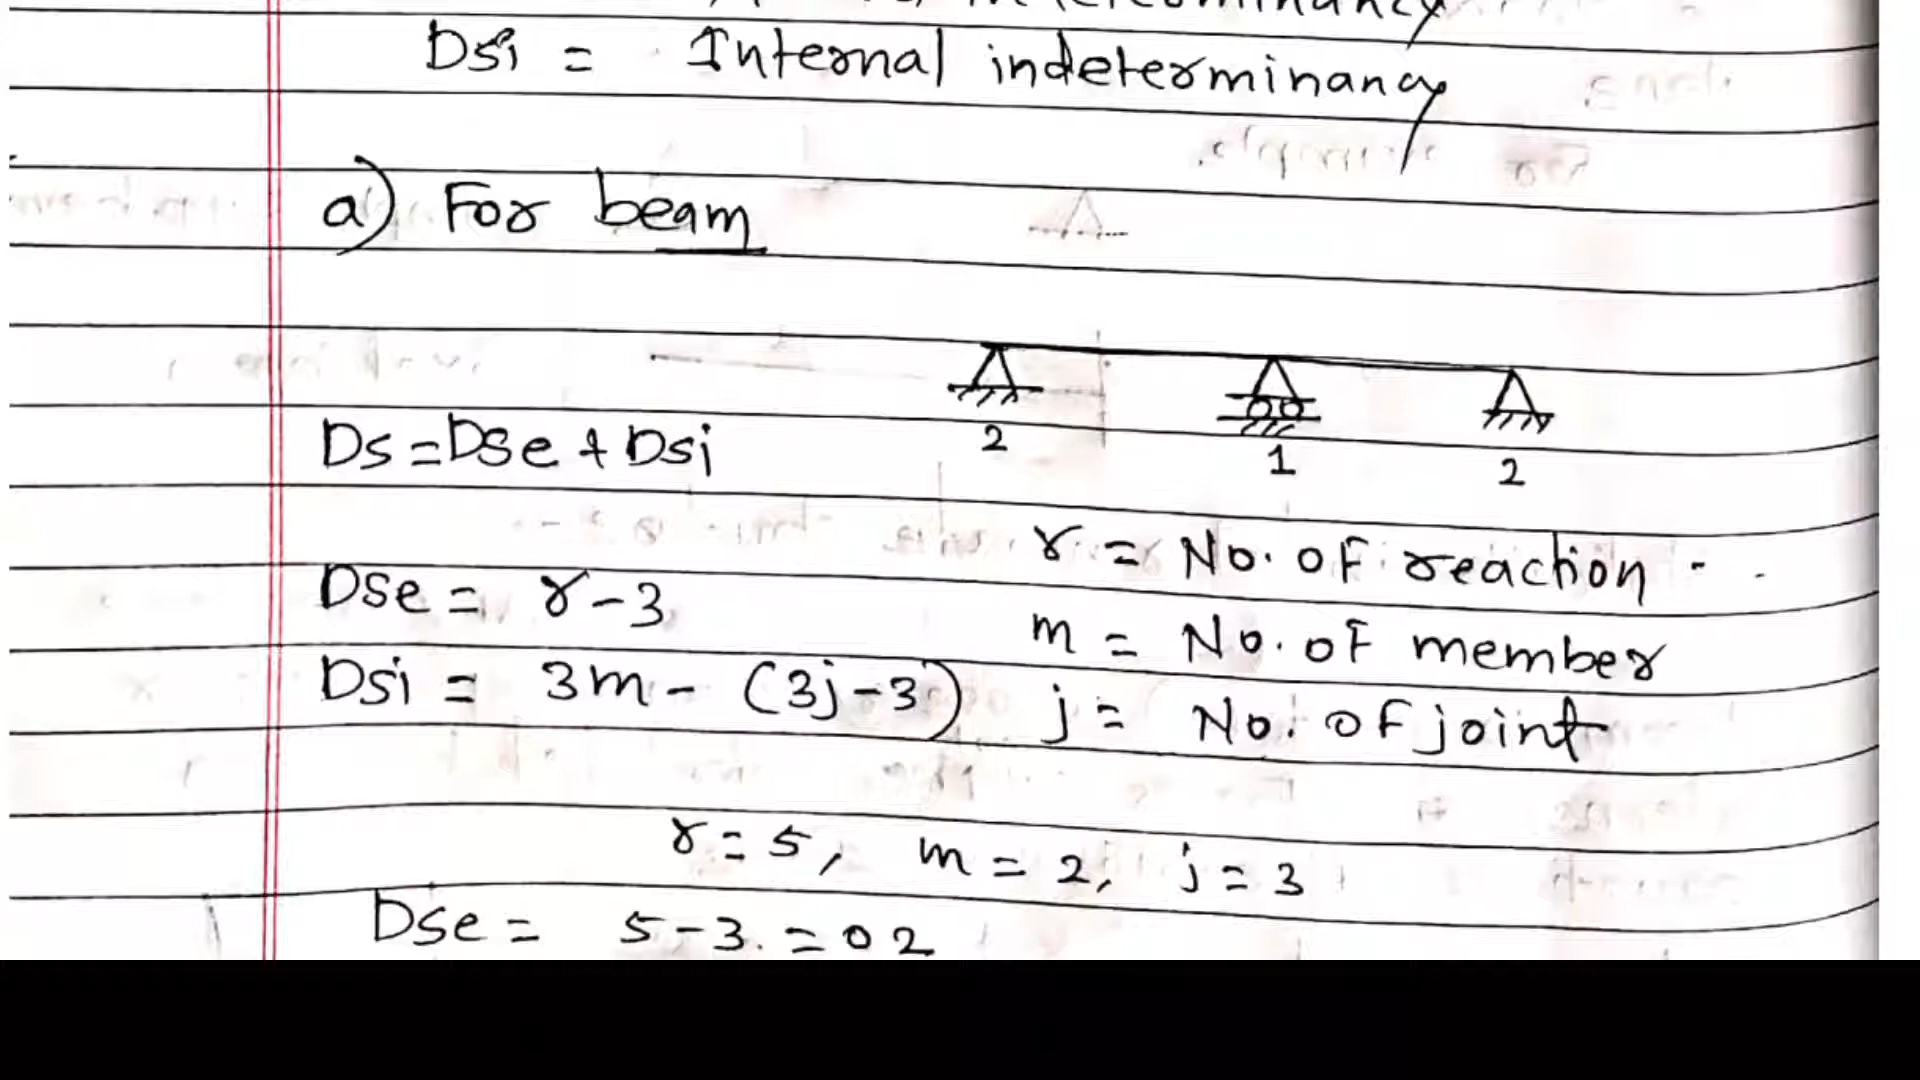 Dsi = Internal indeterminancy
a) For beam
2 1 2
Ds = Dse + Dsi
r = No. of reaction
Dse = r - 3
m = No. of member
Dsi = 3m - (3j - 3)
j = No. of joint
r = 5, m = 2, j = 3
Dse = 5 - 3. = 02